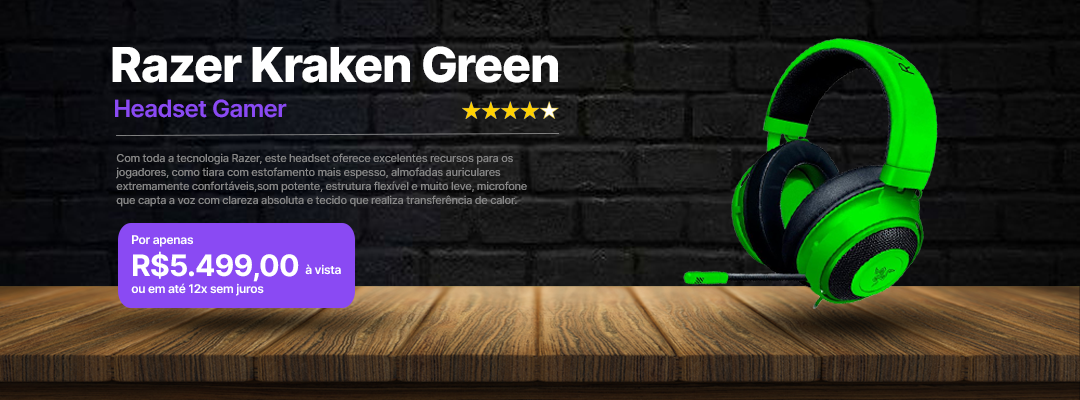 Razer Kraken Green
Headset Gamer
Com toda a tecnologia Razer, este headset oferece excelentes recursos para os
jogadores, como tiara com estofamento mais espesso, almofadas auriculares
extremamente confortáveis,som potente, estrutura flexível e muito leve, microfone
que capta a voz com clareza absoluta e tecido que realiza transferência de calor.
Por apenas
R$5.499,00 à vista
ou em até 12x sem juros